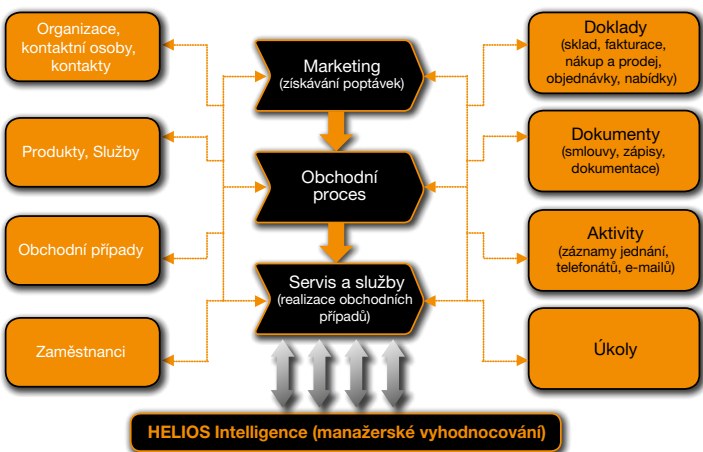 Organizace,
kontaktní osoby,
kontakty
Produkty, Služby
Obchodní případy
Zaměstnanci
Marketing
(získávání poptávek)
Obchodní
proces
Servis a služby
(realizace obchodních
případů)
Doklady
(sklad, fakturace,
nákup a prodej,
objednávky, nabídky)
Dokumenty
(smlouvy, zápisy,
dokumentace)
Aktivity
(záznamy jednání,
telefonátů, e-mailů)
Úkoly
HELIOS Intelligence (manažerské vyhodnocování)